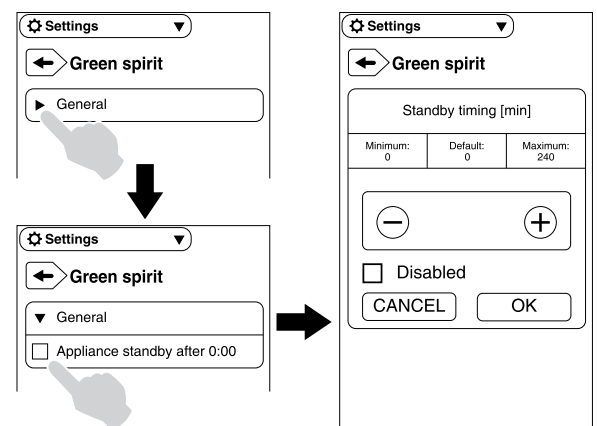 Settings
Green spirit
General
Settings
Green spirit
General
Appliance standby after 0:00
Settings
Green spirit
Standby timing [min]
Minimum: Default: Maximum:
0 0 240
Disabled
CANCEL OK